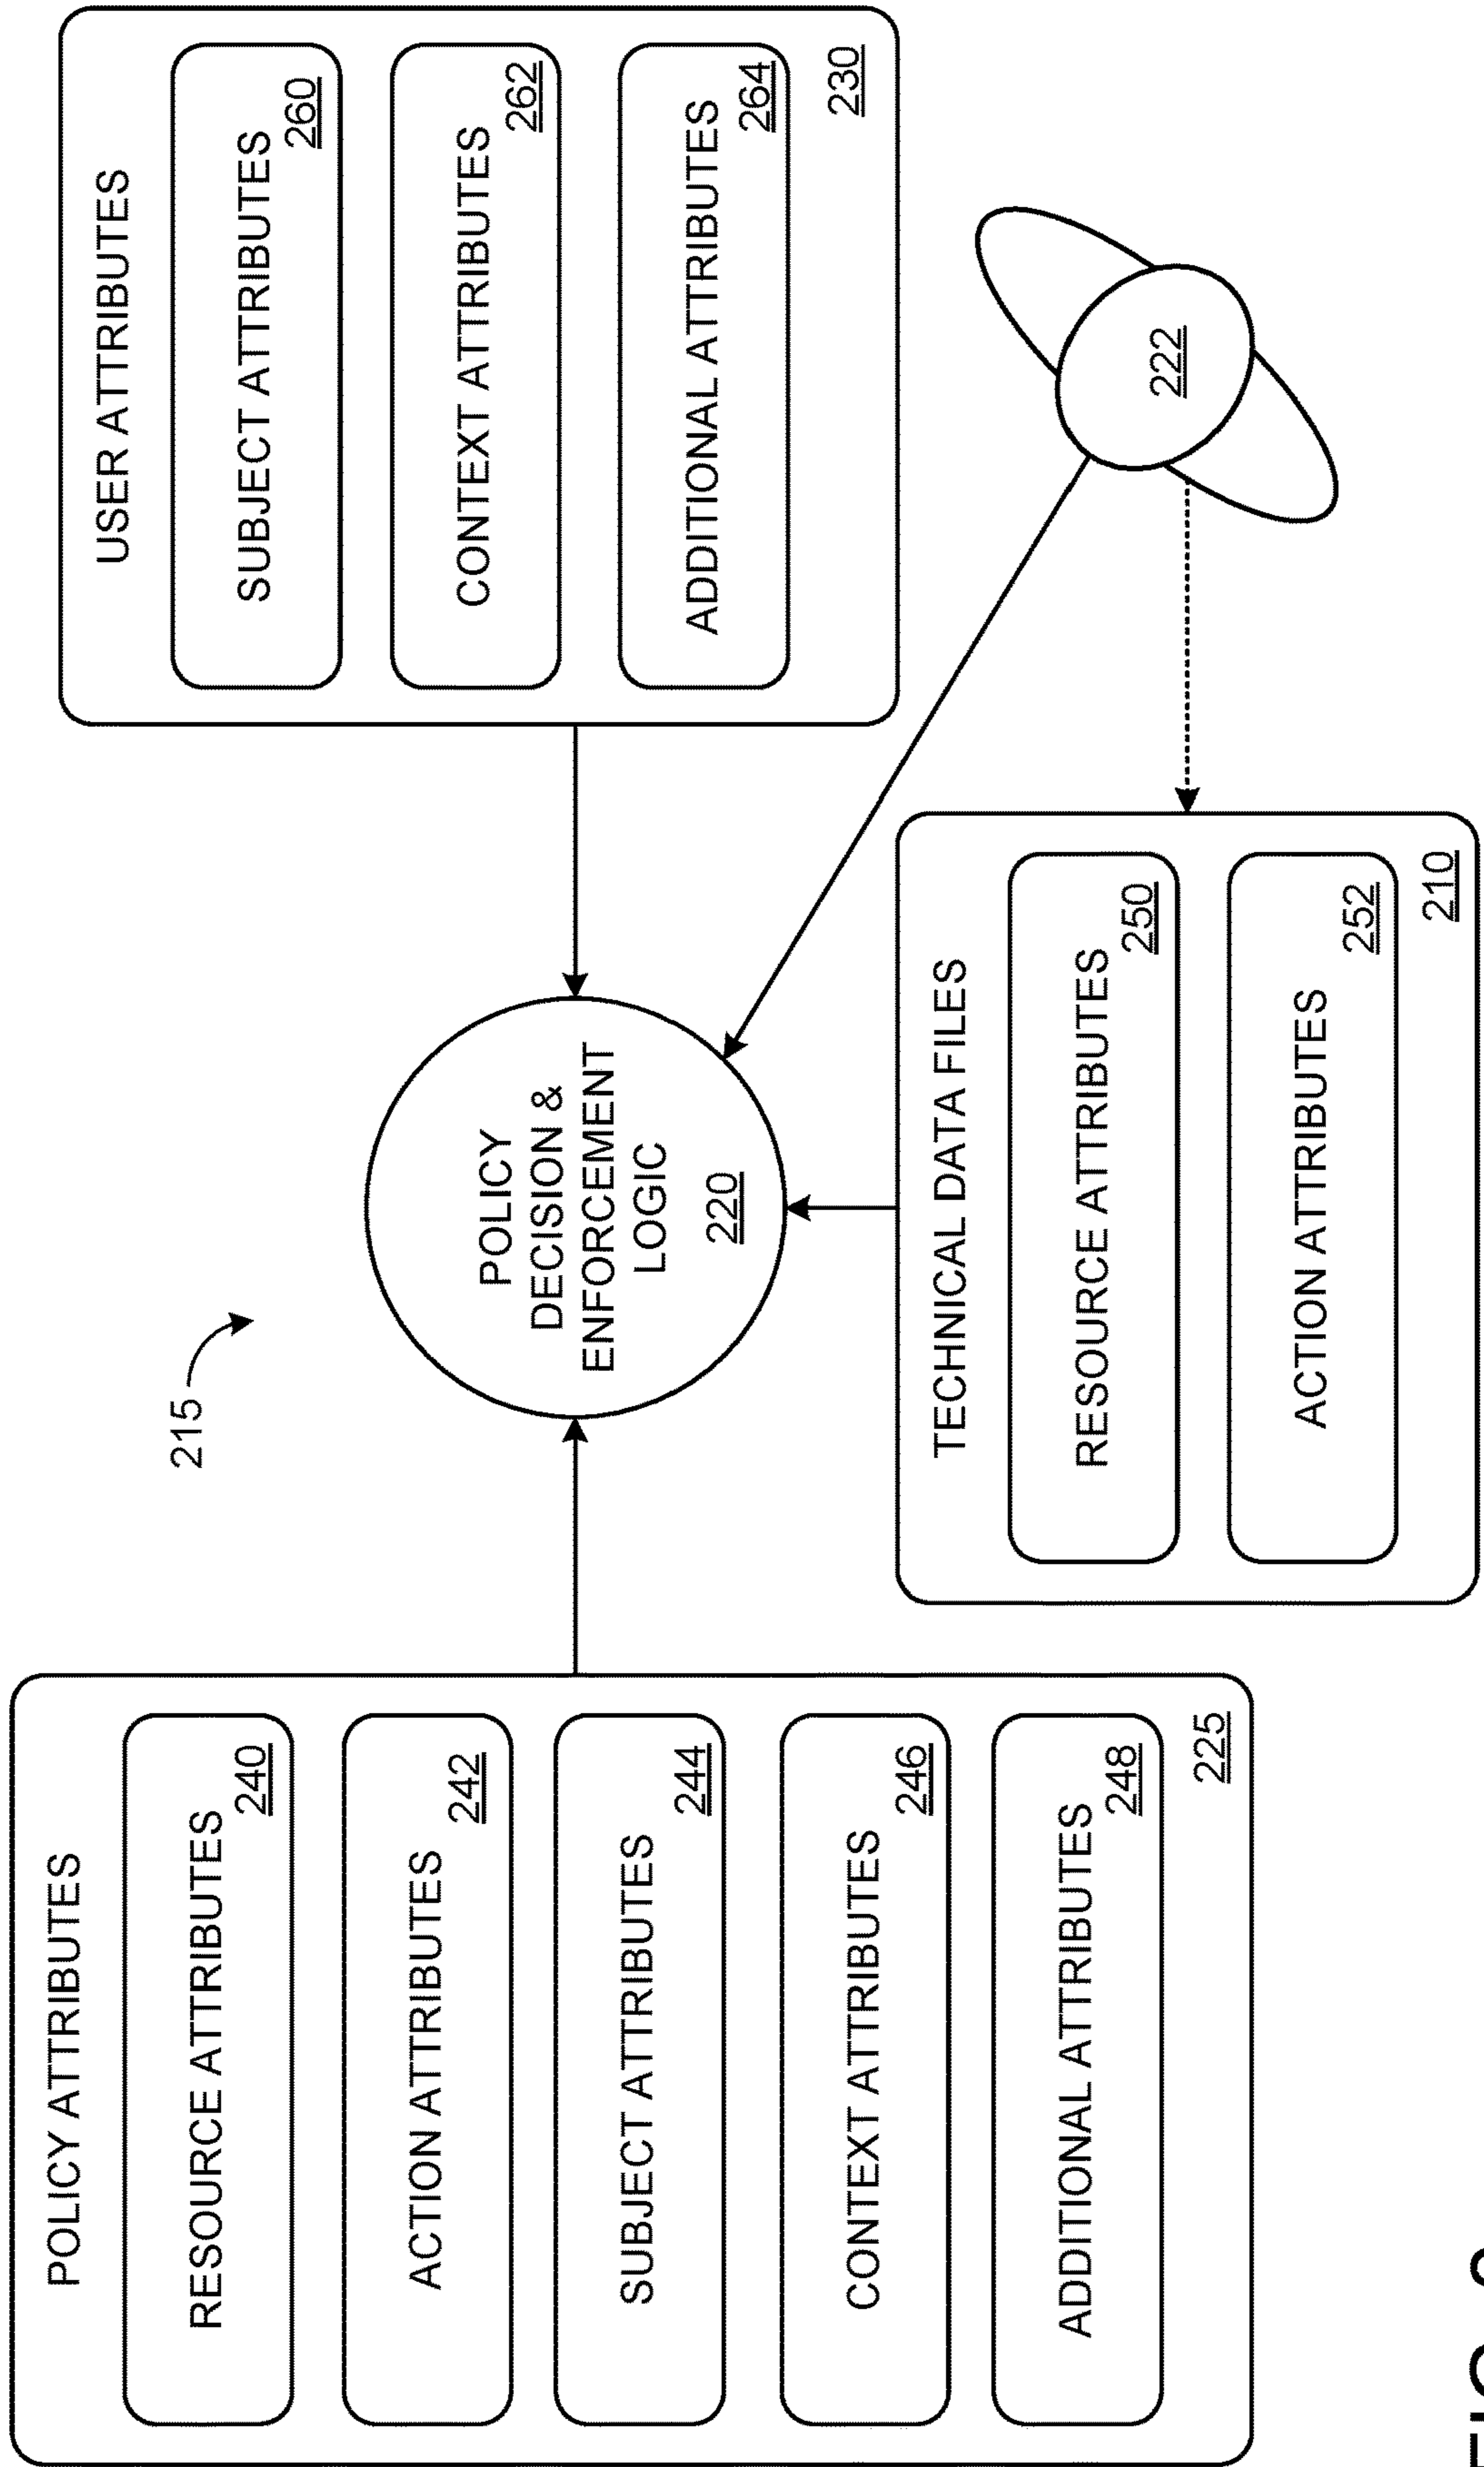 215
POLICY ATTRIBUTES
RESOURCE ATTRIBUTES
240
ACTION ATTRIBUTES
242
SUBJECT ATTRIBUTES
244
CONTEXT ATTRIBUTES
246
ADDITIONAL ATTRIBUTES
248
225
POLICY
DECISION &
ENFORCEMENT
LOGIC
220
USER ATTRIBUTES
SUBJECT ATTRIBUTES
260
CONTEXT ATTRIBUTES
262
ADDITIONAL ATTRIBUTES
264
230
TECHNICAL DATA FILES
RESOURCE ATTRIBUTES
250
ACTION ATTRIBUTES
252
210
222
FIG.